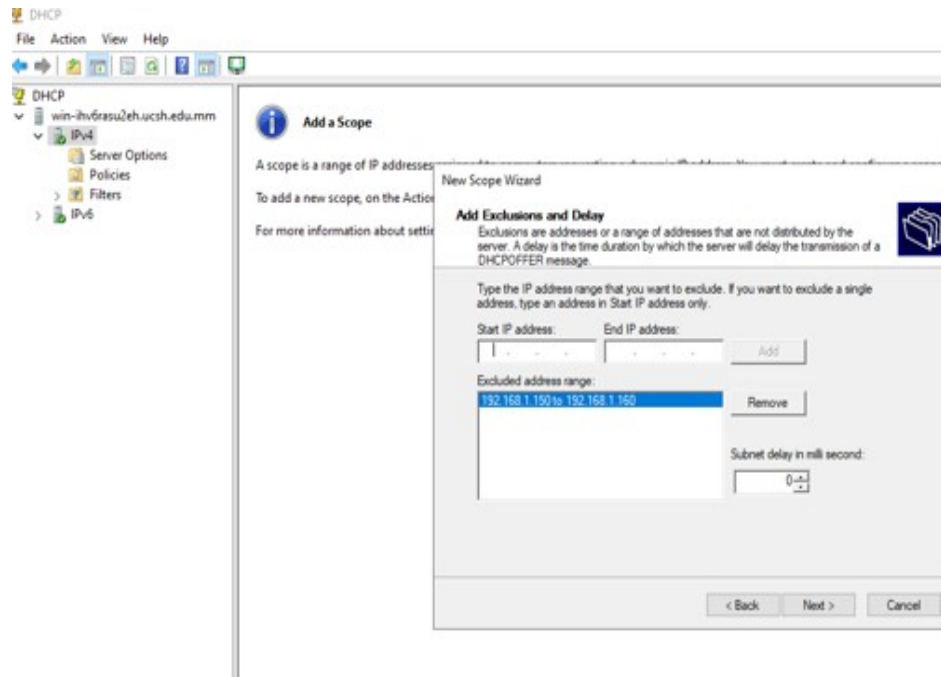 DHCP
File Action View Help
DHCP
win-ihv6rasu2eh.ucsh.edu.mm
IPv4
Server Options
Policies
Filters
IPv6
Add a Scope
A scope is a range of IP addresses
To add a new scope, on the Action
For more information about
New Scope Wizard
Add Exclusions and Delay
Exclusions are addresses or a range of addresses that are not distributed by the
server. A delay is the time duration by which the server will delay the transmission of a
DHCPOFFER message.
Type the IP address range that you want to exclude. If you want to exclude a single
address, type an address in Start IP address only.
Start IP address: End IP address:
Add
Excluded address range:
192.168.1.150 to 192.168.1.160
Remove
Subnet delay in milli second:
0
< Back Next > Cancel